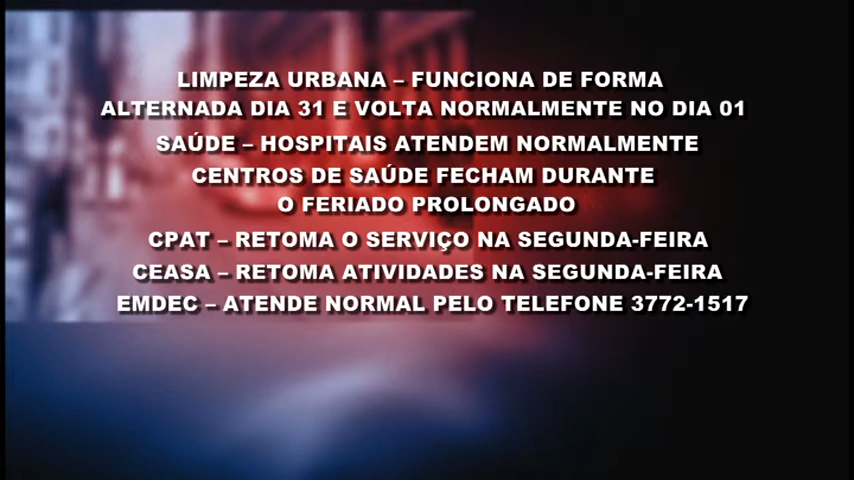 LIMPEZA URBANA – FUNCIONA DE FORMA
ALTERNADA DIA 31 E VOLTA NORMALMENTE NO DIA 01
SAÚDE – HOSPITAIS ATENDEM NORMALMENTE
CENTROS DE SAÚDE FECHAM DURANTE
O FERIADO PROLONGADO
CPAT – RETOMA O SERVIÇO NA SEGUNDA-FEIRA
CEASA – RETOMA ATIVIDADES NA SEGUNDA-FEIRA
EMDEC – ATENDE NORMAL PELO TELEFONE 3772-1517